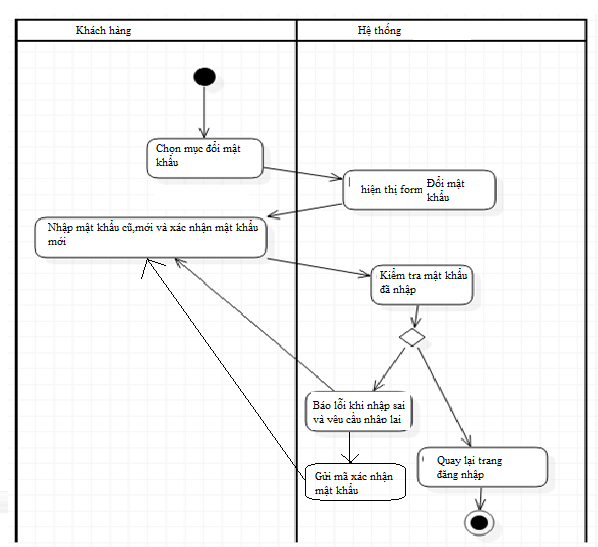 Khách hàng
Hệ thống
Chọn mục đổi mật
khẩu
hiện thị form Đổi mật
khẩu
Nhập mật khẩu cũ,mới và xác nhận mật khẩu
mới
Kiểm tra mật khẩu
đã nhập
Báo lỗi khi nhập sai
và yêu cầu nhập lại
Quay lại trang
đăng nhập
Gửi mã xác nhận
mật khẩu